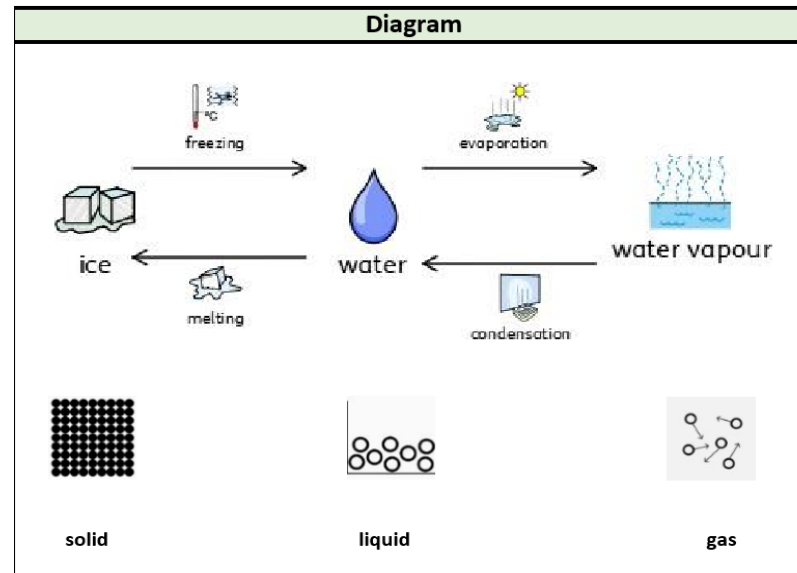 Diagram
°C
freezing
evaporation
ice
water
water vapour
melting
condensation
solid
liquid
gas